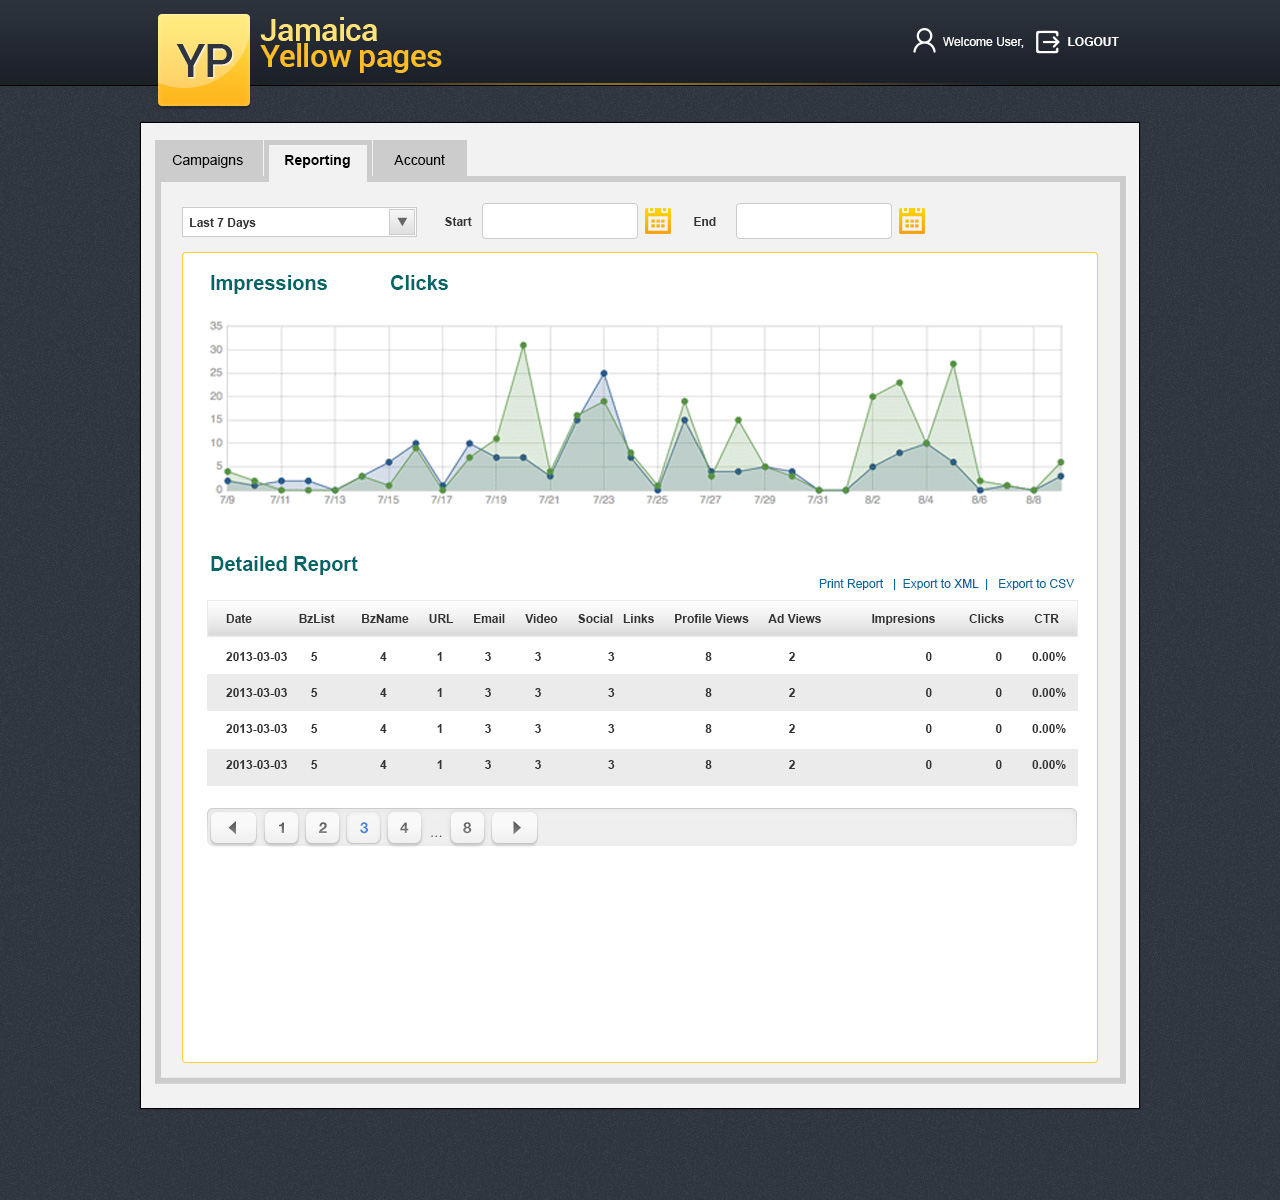 YP
Jamaica
Yellow pages
Welcome User,
LOGOUT
Campaigns
Reporting
Account
Last 7 Days
Start
End
Impressions
Clicks
35
30
25
20
15
10
5
0
7/9 7/11 7/13 7/15 7/17 7/19 7/21 7/23 7/25 7/27 7/29 7/31 8/2 8/4 8/6 8/8
Detailed Report
Print Report | Export to XML | Export to CSV
Date BzList BzName URL Email Video Social Links Profile Views Ad Views Impresions Clicks CTR
2013-03-03 5 4 1 3 3 3 8 2 0 0 0.00%
2013-03-03 5 4 1 3 3 3 8 2 0 0 0.00%
2013-03-03 5 4 1 3 3 3 8 2 0 0 0.00%
2013-03-03 5 4 1 3 3 3 8 2 0 0 0.00%
1 2 3 4 ... 8